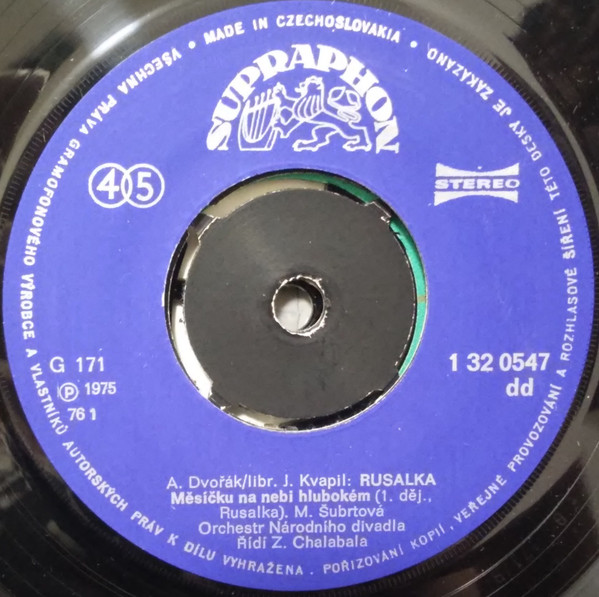 VŠECHNA PRÁVA GRAMOFONOVÉHO VÝROBCE A VLASTNÍKŮ AUTORSKÝCH PRÁV K DÍLU VYHRAŽENA. POŘIZOVÁNÍ KOPIÍ, VEŘEJNÉ PROVOZOVÁNÍ A ROZHLASOVÉ ŠÍŘENÍ TÉTO DESKY JE ZAKÁZÁNO • MADE IN CZECHOSLOVAKIA •
SUPRAPHON
45
STEREO
G 171
Ⓟ 1975
76 1
1 32 0547
dd
A. Dvořák/libr. J. Kvapil: RUSALKA
Měsíčku na nebi hlubokém (1. děj.,
Rusalka). M. Šubrtová
Orchestr Národního divadla
Řídí Z. Chalabala